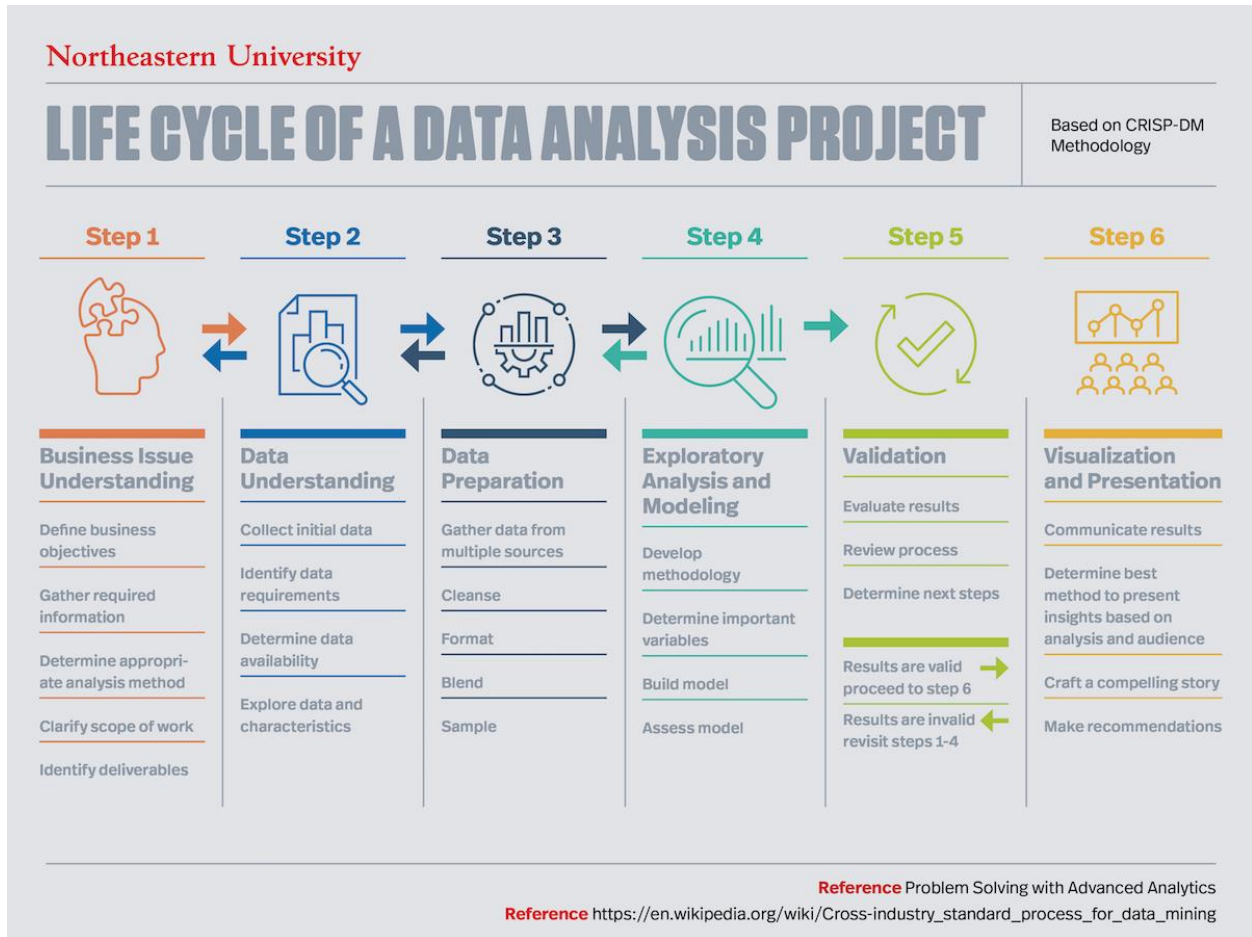 Northeastern University
LIFE CYCLE OF A DATA ANALYSIS PROJECT
Based on CRISP-DM
Methodology
Step 1
Step 2
Step 3
Step 4
Step 5
Step 6
Business Issue
Understanding
Define business
objectives
Gather required
information
Determine appropri-
ate analysis method
Clarify scope of work
Identify deliverables
Data
Understanding
Collect initial data
Identify data
requirements
Determine data
availability
Explore data and
characteristics
Data
Preparation
Gather data from
multiple sources
Cleanse
Format
Blend
Sample
Exploratory
Analysis and
Modeling
Develop
methodology
Determine important
variables
Build model
Assess model
Validation
Evaluate results
Review process
Determine next steps
Results are valid
proceed to step 6
Results are invalid
revisit steps 1-4
Visualization
and Presentation
Communicate results
Determine best
method to present
insights based on
analysis and audience
Craft a compelling story
Make recommendations
Reference Problem Solving with Advanced Analytics
Reference https://en.wikipedia.org/wiki/Cross-industry_standard_process_for_data_mining